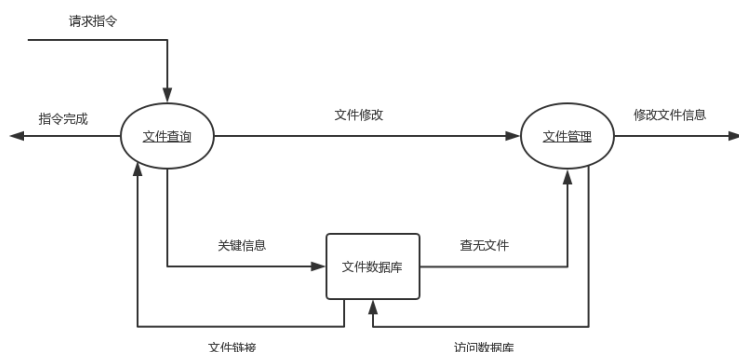 请求指令
指令完成
文件查询
文件修改
文件管理
修改文件信息
关键信息
文件数据库
查无文件
文件链接
访问数据库